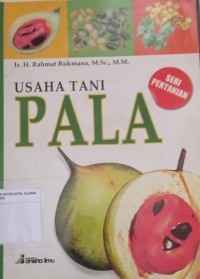 Ir. H. Rahmat Rukmana, M.Sc., M.M.
USAHA TANI
PALA
SERI
PERTANIAN
aneka ilmu